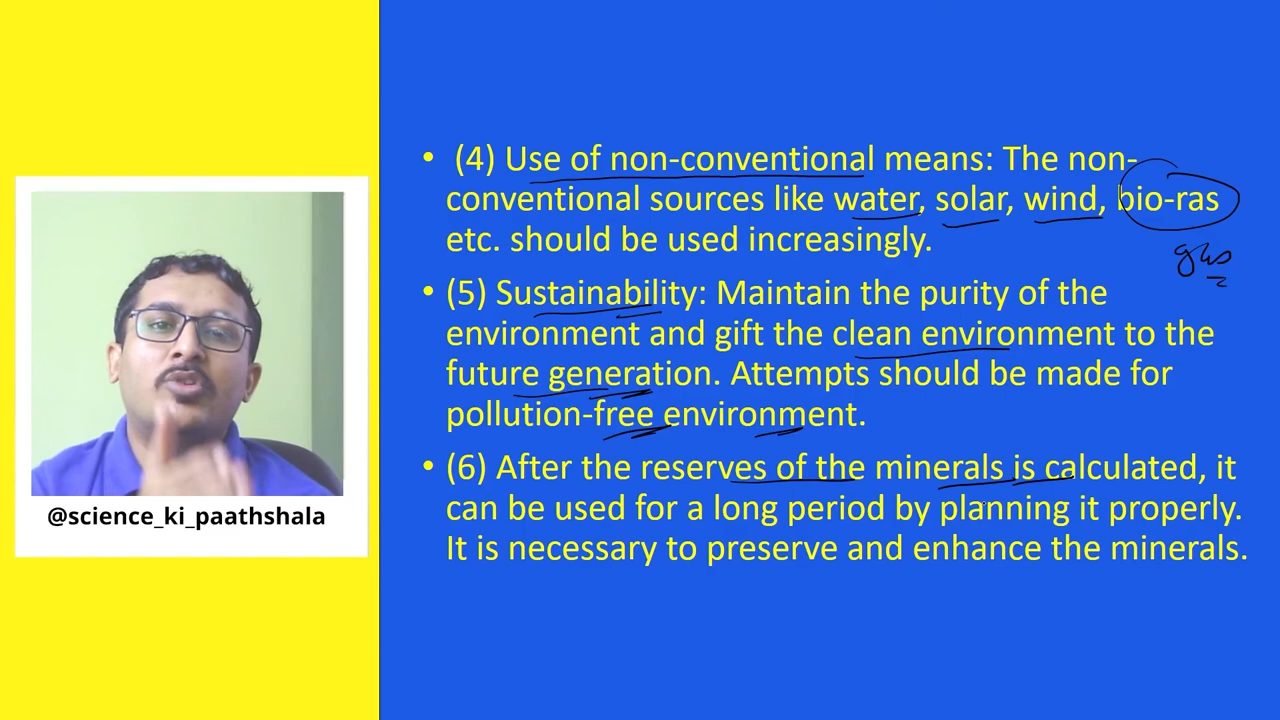 • (4) Use of non-conventional means: The non-
conventional sources like water, solar, wind, bio-ras
etc. should be used increasingly.
gas
• (5) Sustainability: Maintain the purity of the
environment and gift the clean environment to the
future generation. Attempts should be made for
pollution-free environment.
• (6) After the reserves of the minerals is calculated, it
can be used for a long period by planning it properly.
It is necessary to preserve and enhance the minerals.
@science_ki_paathshala